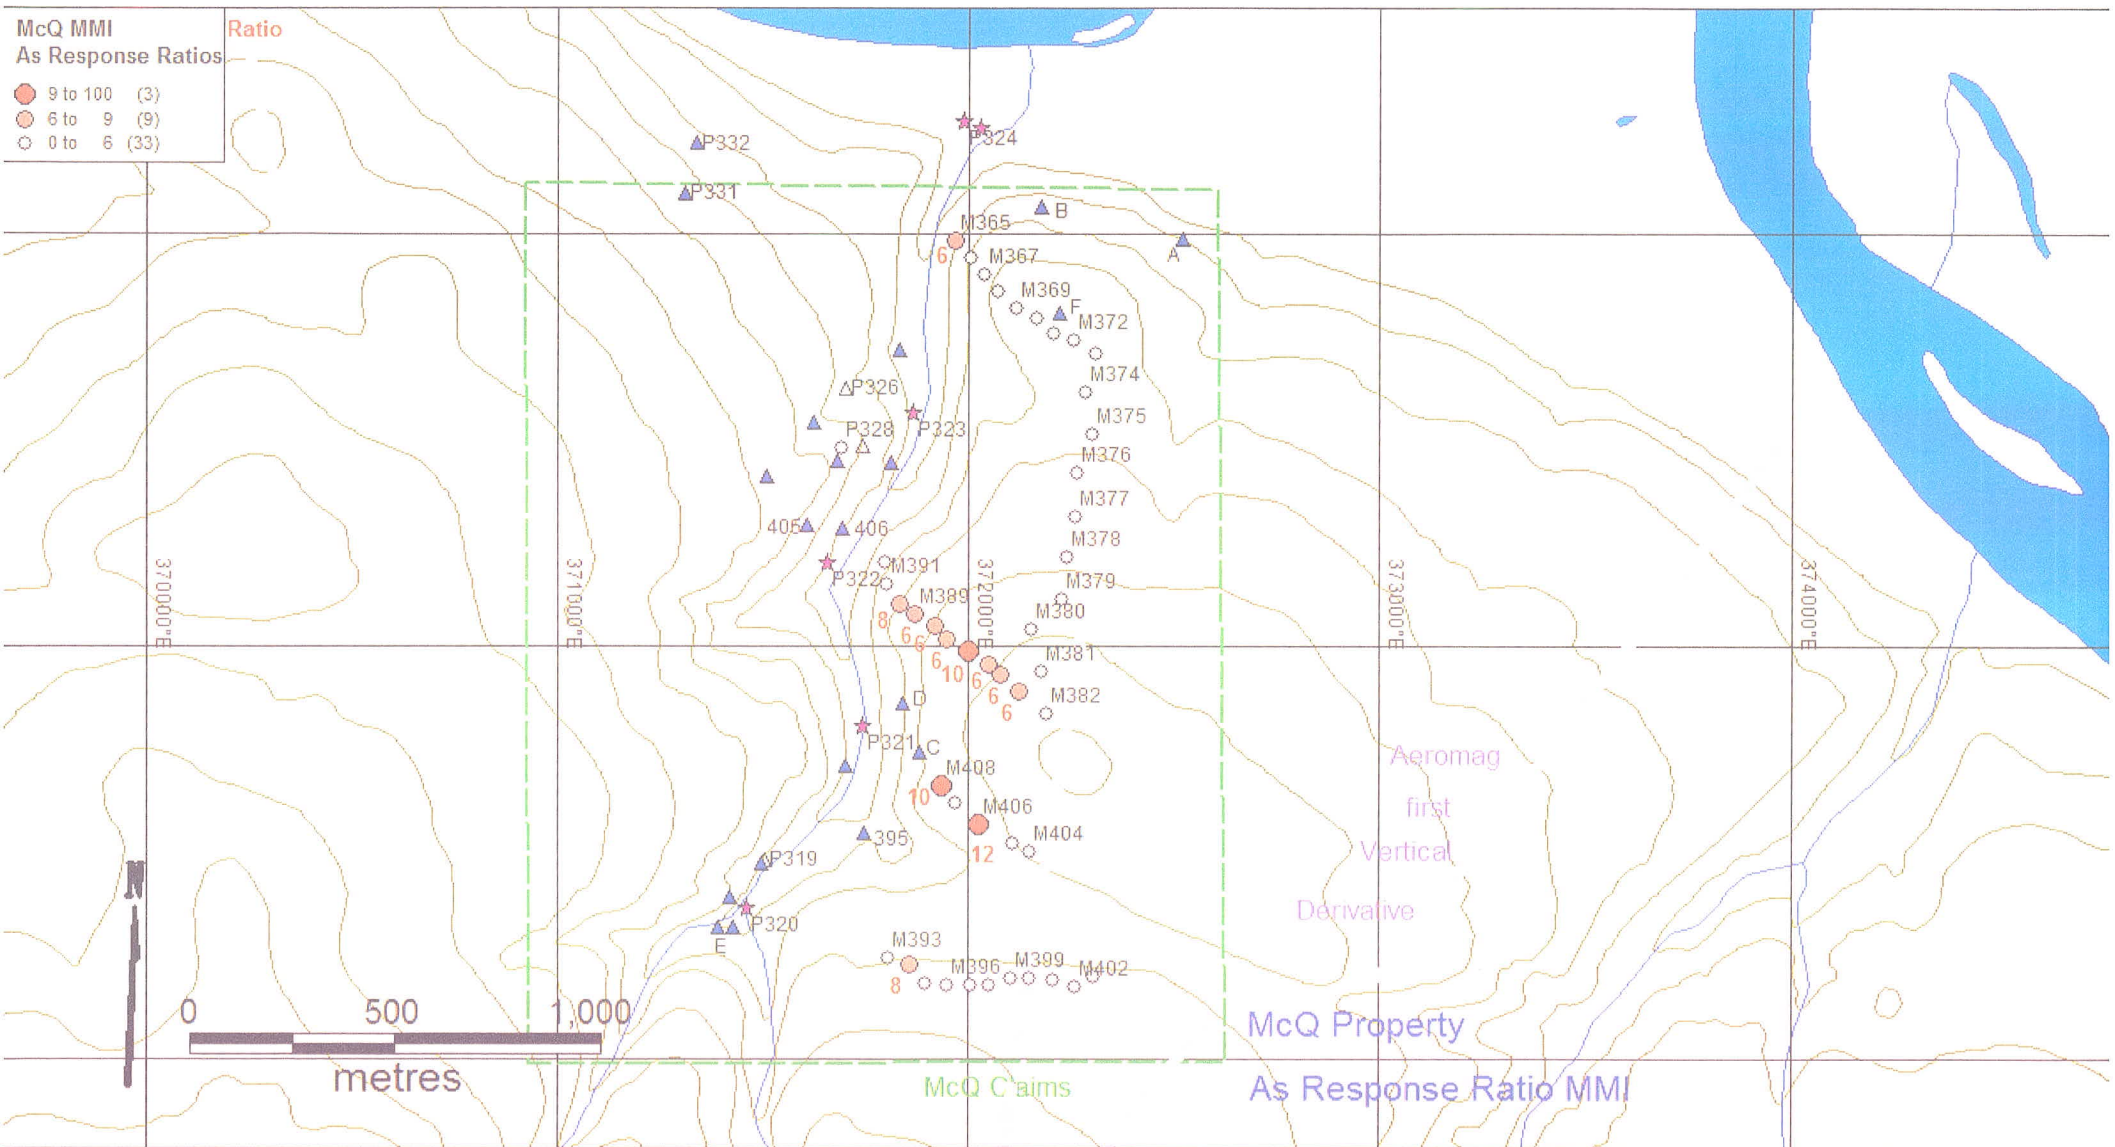 McQ MMI Ratio
As Response Ratios
9 to 100 (3)
6 to 9 (9)
0 to 6 (33)
P324
P332
P331
B
M365
A
6
M367
M369
F
M372
M374
P326
M375
P328
P323
M376
M377
405
406
M378
370000°E
371000°E
372000°E
373000°E
374000°E
M391
P322
M379
M389
M380
8
6
6
6
10
6
6
6
M381
M382
D
P321
C
Aeromag
M408
10
M406
first
395
M404
12
Vertical
P319
N
Derivative
P320
E
M393
M396
M399
M402
8
0 500 1,000
metres
McQ Property
McQ C'aims
As Response Ratio MMI